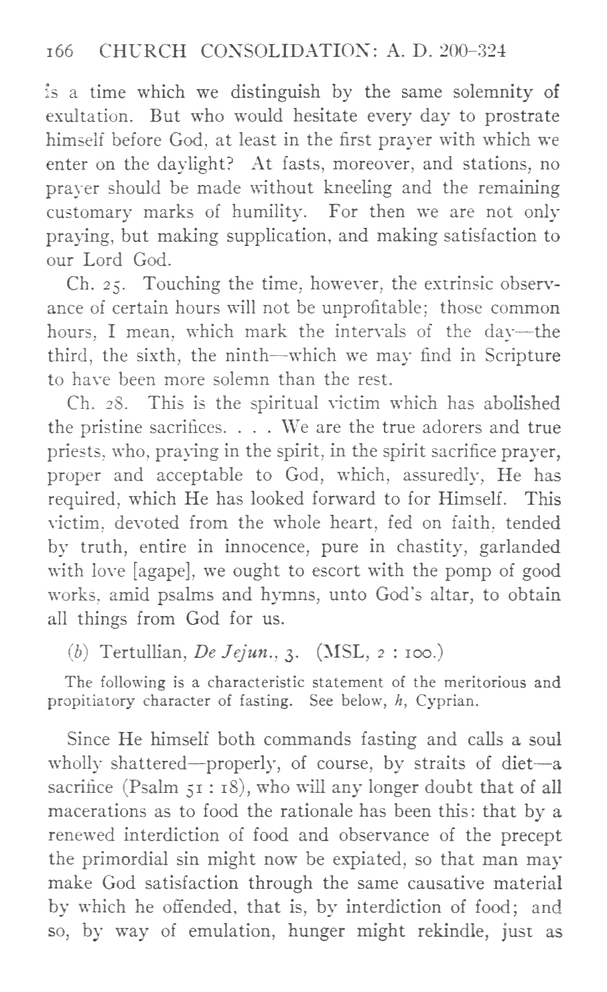 166 CHURCH CONSOLIDATION: A. D. 200–324
is a time which we distinguish by the same solemnity of
exultation. But who would hesitate every day to prostrate
himself before God, at least in the first prayer with which we
enter on the daylight? At fasts, moreover, and stations, no
prayer should be made without kneeling and the remaining
customary marks of humility. For then we are not only
praying, but making supplication, and making satisfaction to
our Lord God.
Ch. 25. Touching the time, however, the extrinsic observ-
ance of certain hours will not be unprofitable; those common
hours, I mean, which mark the intervals of the day—the
third, the sixth, the ninth—which we may find in Scripture
to have been more solemn than the rest.
Ch. 28. This is the spiritual victim which has abolished
the pristine sacrifices. . . . We are the true adorers and true
priests, who, praying in the spirit, in the spirit sacrifice prayer,
proper and acceptable to God, which, assuredly, He has
required, which He has looked forward to for Himself. This
victim, devoted from the whole heart, fed on faith, tended
by truth, entire in innocence, pure in chastity, garlanded
with love [agape], we ought to escort with the pomp of good
works, amid psalms and hymns, unto God's altar, to obtain
all things from God for us.
(b) Tertullian, De Jejun., 3. (MSL, 2 : 100.)
The following is a characteristic statement of the meritorious and
propitiatory character of fasting. See below, h, Cyprian.
Since He himself both commands fasting and calls a soul
wholly shattered—properly, of course, by straits of diet—a
sacrifice (Psalm 51 : 18), who will any longer doubt that of all
macerations as to food the rationale has been this: that by a
renewed interdiction of food and observance of the precept
the primordial sin might now be expiated, so that man may
make God satisfaction through the same causative material
by which he offended, that is, by interdiction of food; and
so, by way of emulation, hunger might rekindle, just as